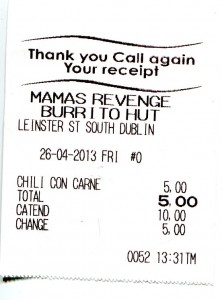 Thank you Call again
Your receipt
MAMAS REVENGE
BURRITO HUT
LEINSTER ST SOUTH DUBLIN
26-04-2013 FRI #0
CHILI CON CARNE 5,00
TOTAL 5,00
CATEND 10,00
CHANGE 5,00
0052 13:31TM